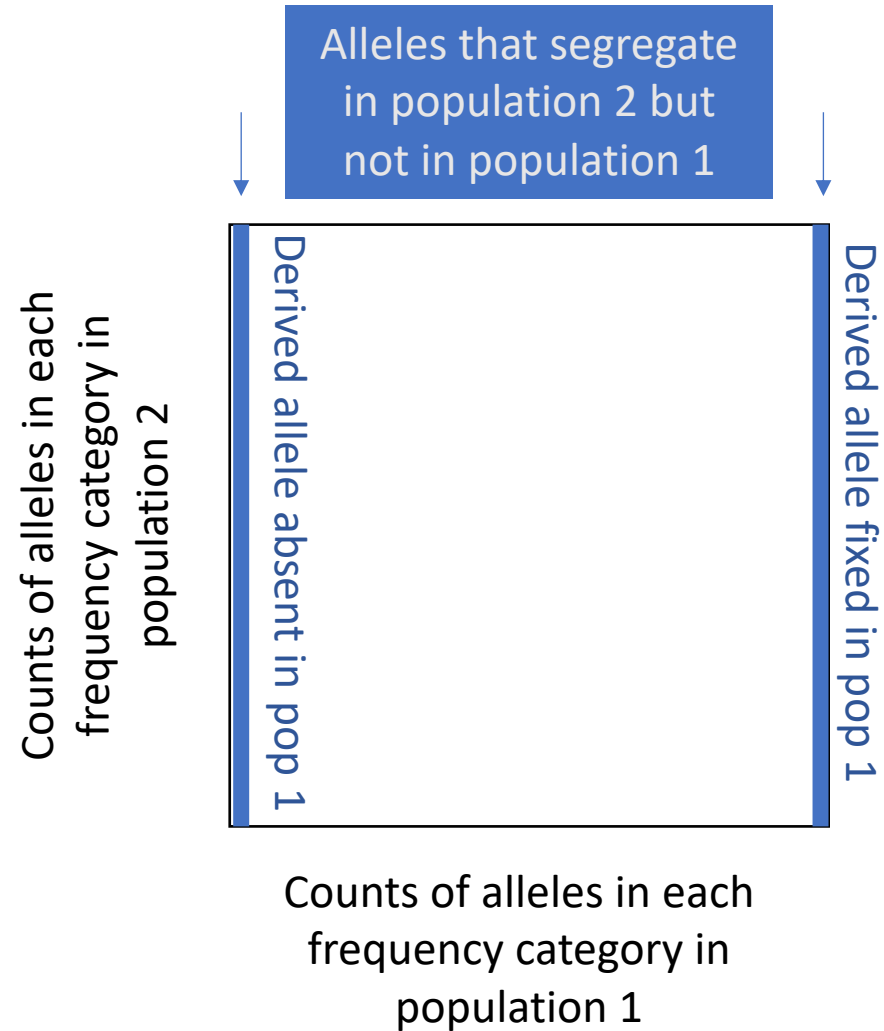 Alleles that segregate
in population 2 but
not in population 1
Counts of alleles in each
frequency category in
population 2
Derived allele absent in pop 1
Derived allele fixed in pop 1
Counts of alleles in each
frequency category in
population 1